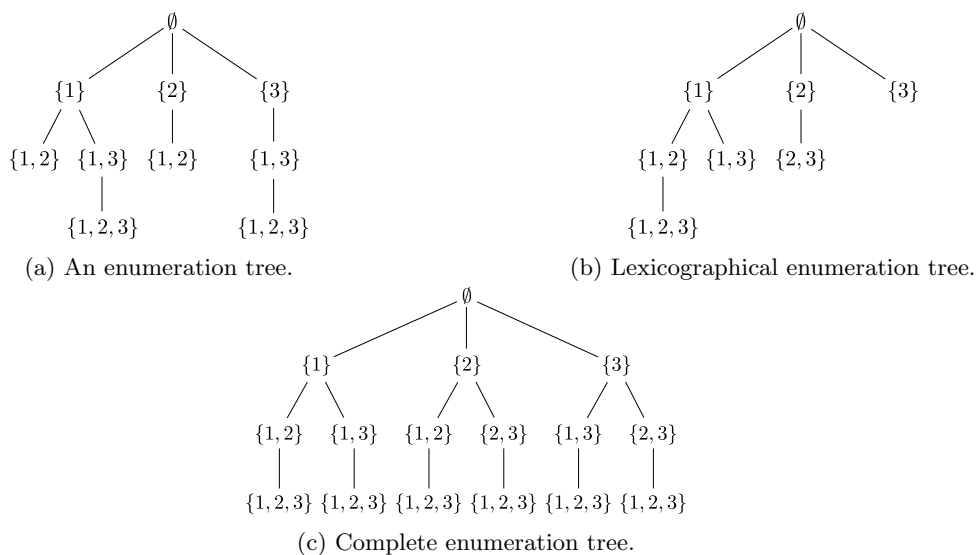 ∅ ∅
{1} {2} {3} {1} {2} {3}
{1, 2} {1, 3} {1, 2} {1, 3} {1, 2} {1, 3} {2, 3}
{1, 2, 3} {1, 2, 3} {1, 2, 3}
(a) An enumeration tree. (b) Lexicographical enumeration tree.
∅
{1} {2} {3}
{1, 2} {1, 3} {1, 2} {2, 3} {1, 3} {2, 3}
{1, 2, 3} {1, 2, 3} {1, 2, 3} {1, 2, 3} {1, 2, 3} {1, 2, 3}
(c) Complete enumeration tree.